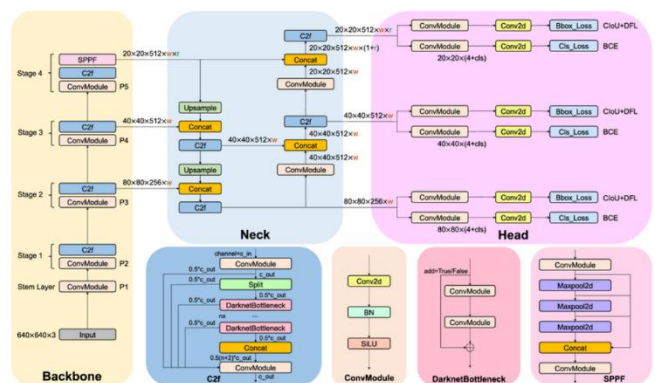 Stage 4
SPPF
C2f
ConvModule
P5
Stage 3
C2f
ConvModule
P4
Stage 2
C2f
ConvModule
P3
Stage 1
C2f
ConvModule
P2
Stem Layer
ConvModule
P1
640×640×3
Input
Backbone
20×20×512×w×r
40×40×512×w
80×80×256×w
Upsample
Concat
C2f
Upsample
Concat
C2f
40×40×512×w
C2f
20×20×512×w×(1+r)
Concat
20×20×512×w
ConvModule
C2f
40×40×512×w
Concat
40×40×512×w
ConvModule
Neck
20×20×512×w×r
40×40×512×w
80×80×256×w
ConvModule
Conv2d
Bbox_Loss
CIoU+DFL
ConvModule
Conv2d
Cls_Loss
BCE
20×20×(4+cls)
ConvModule
Conv2d
Bbox_Loss
CIoU+DFL
ConvModule
Conv2d
Cls_Loss
BCE
40×40×(4+cls)
ConvModule
Conv2d
Bbox_Loss
CIoU+DFL
ConvModule
Conv2d
Cls_Loss
BCE
80×80×(4+cls)
Head
channel=c_in
ConvModule
c_out
0.5*c_out
Split
0.5*c_out
0.5*c_out
DarknetBottleneck
0.5*c_out
n×
...
DarknetBottleneck
0.5*c_out
Concat
0.5(n+2)*c_out
ConvModule
c_out
C2f
Conv2d
BN
SiLU
ConvModule
add=True/False
ConvModule
ConvModule
DarknetBottleneck
ConvModule
Maxpool2d
Maxpool2d
Maxpool2d
Concat
ConvModule
SPPF